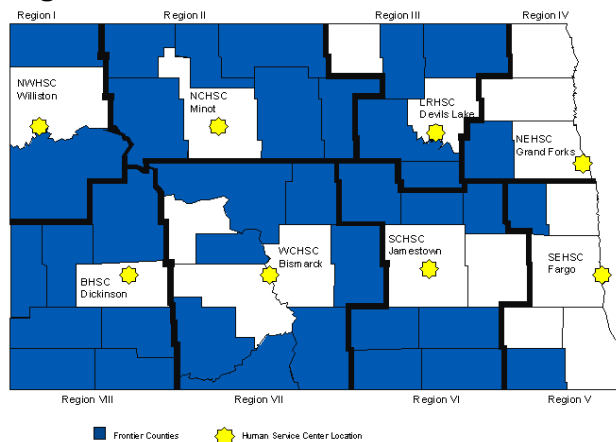 Region I
Region II
Region III
Region IV
NWHSC
Williston
NCHSC
Minot
LRHSC
Devils Lake
NEHSC
Grand Forks
BHSC
Dickinson
WCHSC
Bismarck
SCHSC
Jamestown
SEHSC
Fargo
Region VIII
Region VII
Region VI
Region V
Frontier Counties
Human Service Center Location